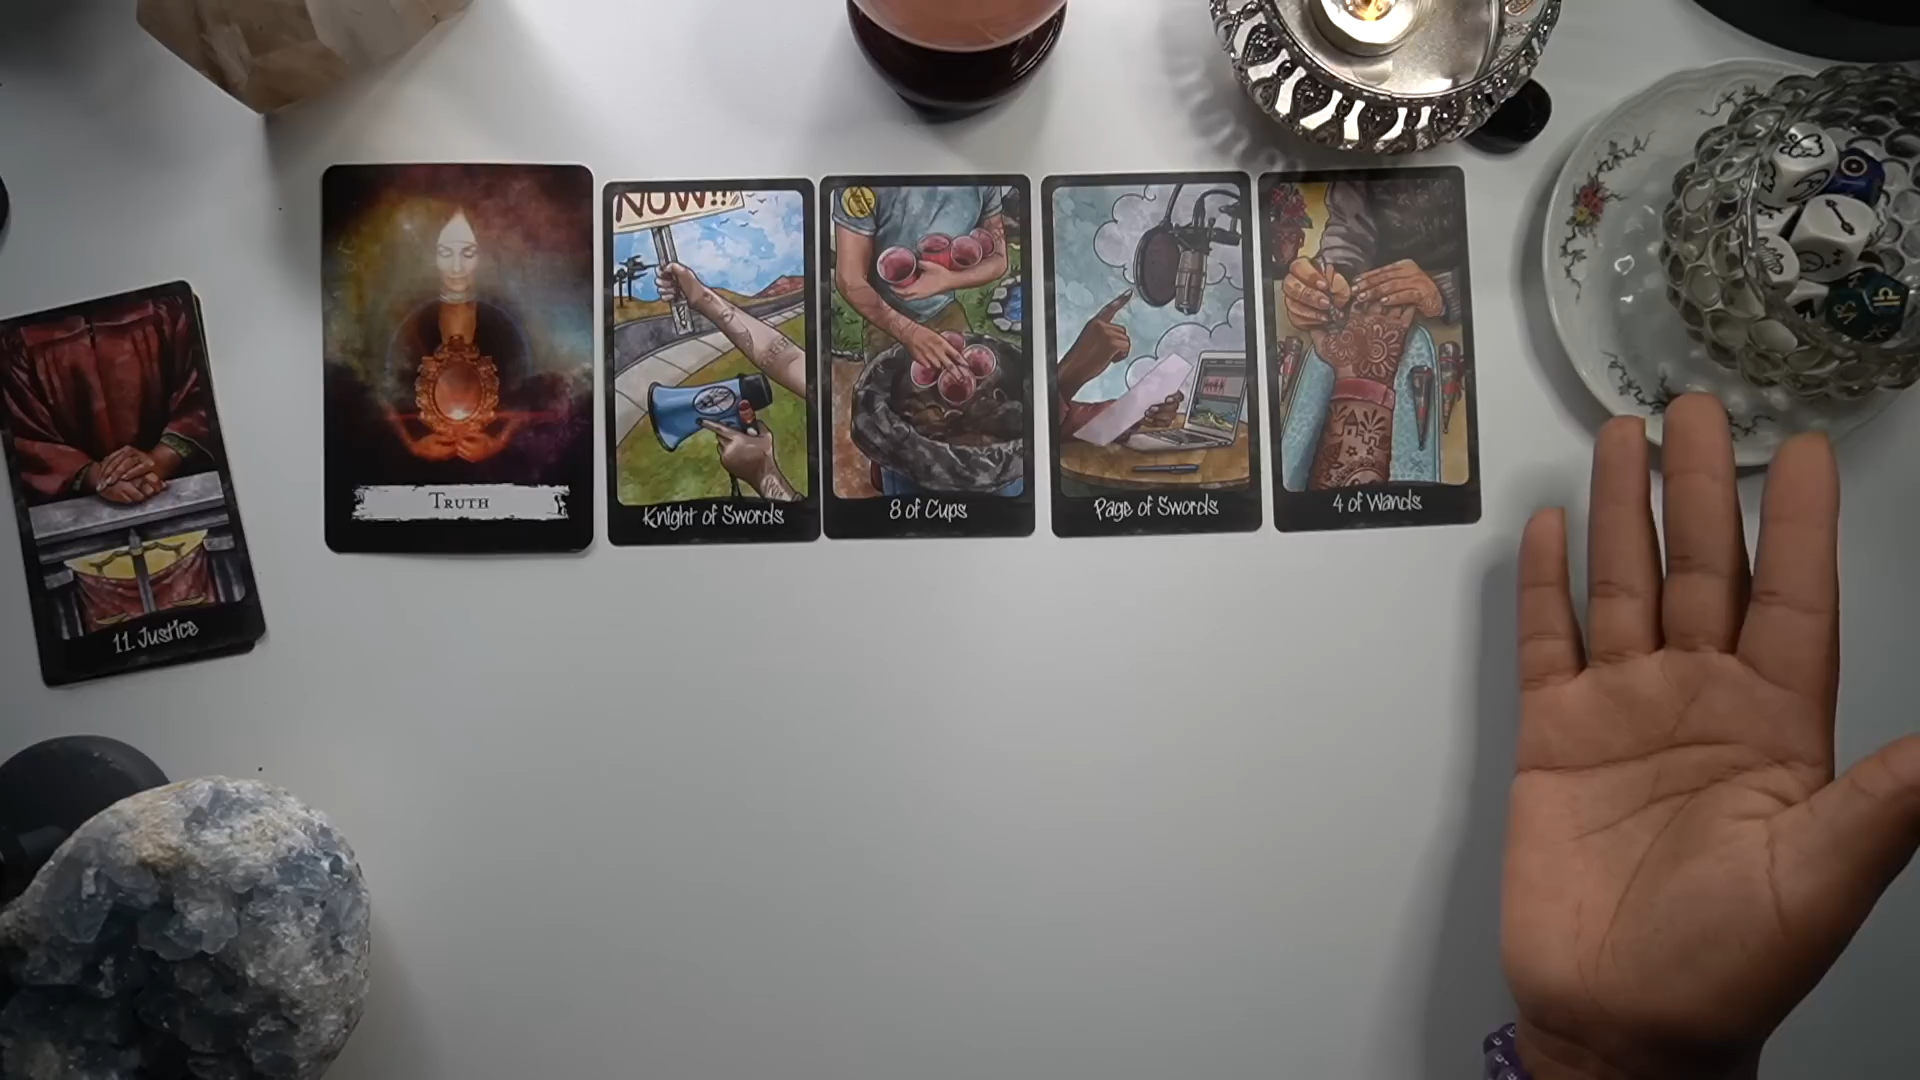 NOW!!
TRUTH
Knight of Swords
8 of Cups
Page of Swords
4 of Wands
11. Justice